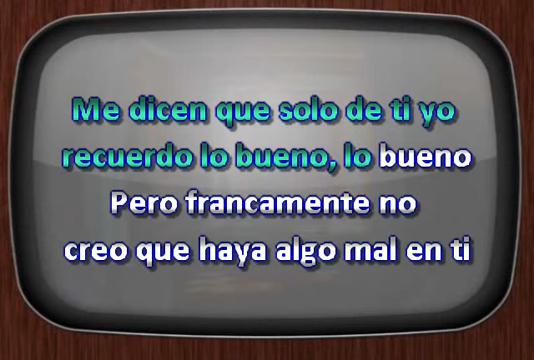 Me dicen que solo de ti yo
recuerdo lo bueno, lo bueno
Pero francamente no
creo que haya algo mal en ti